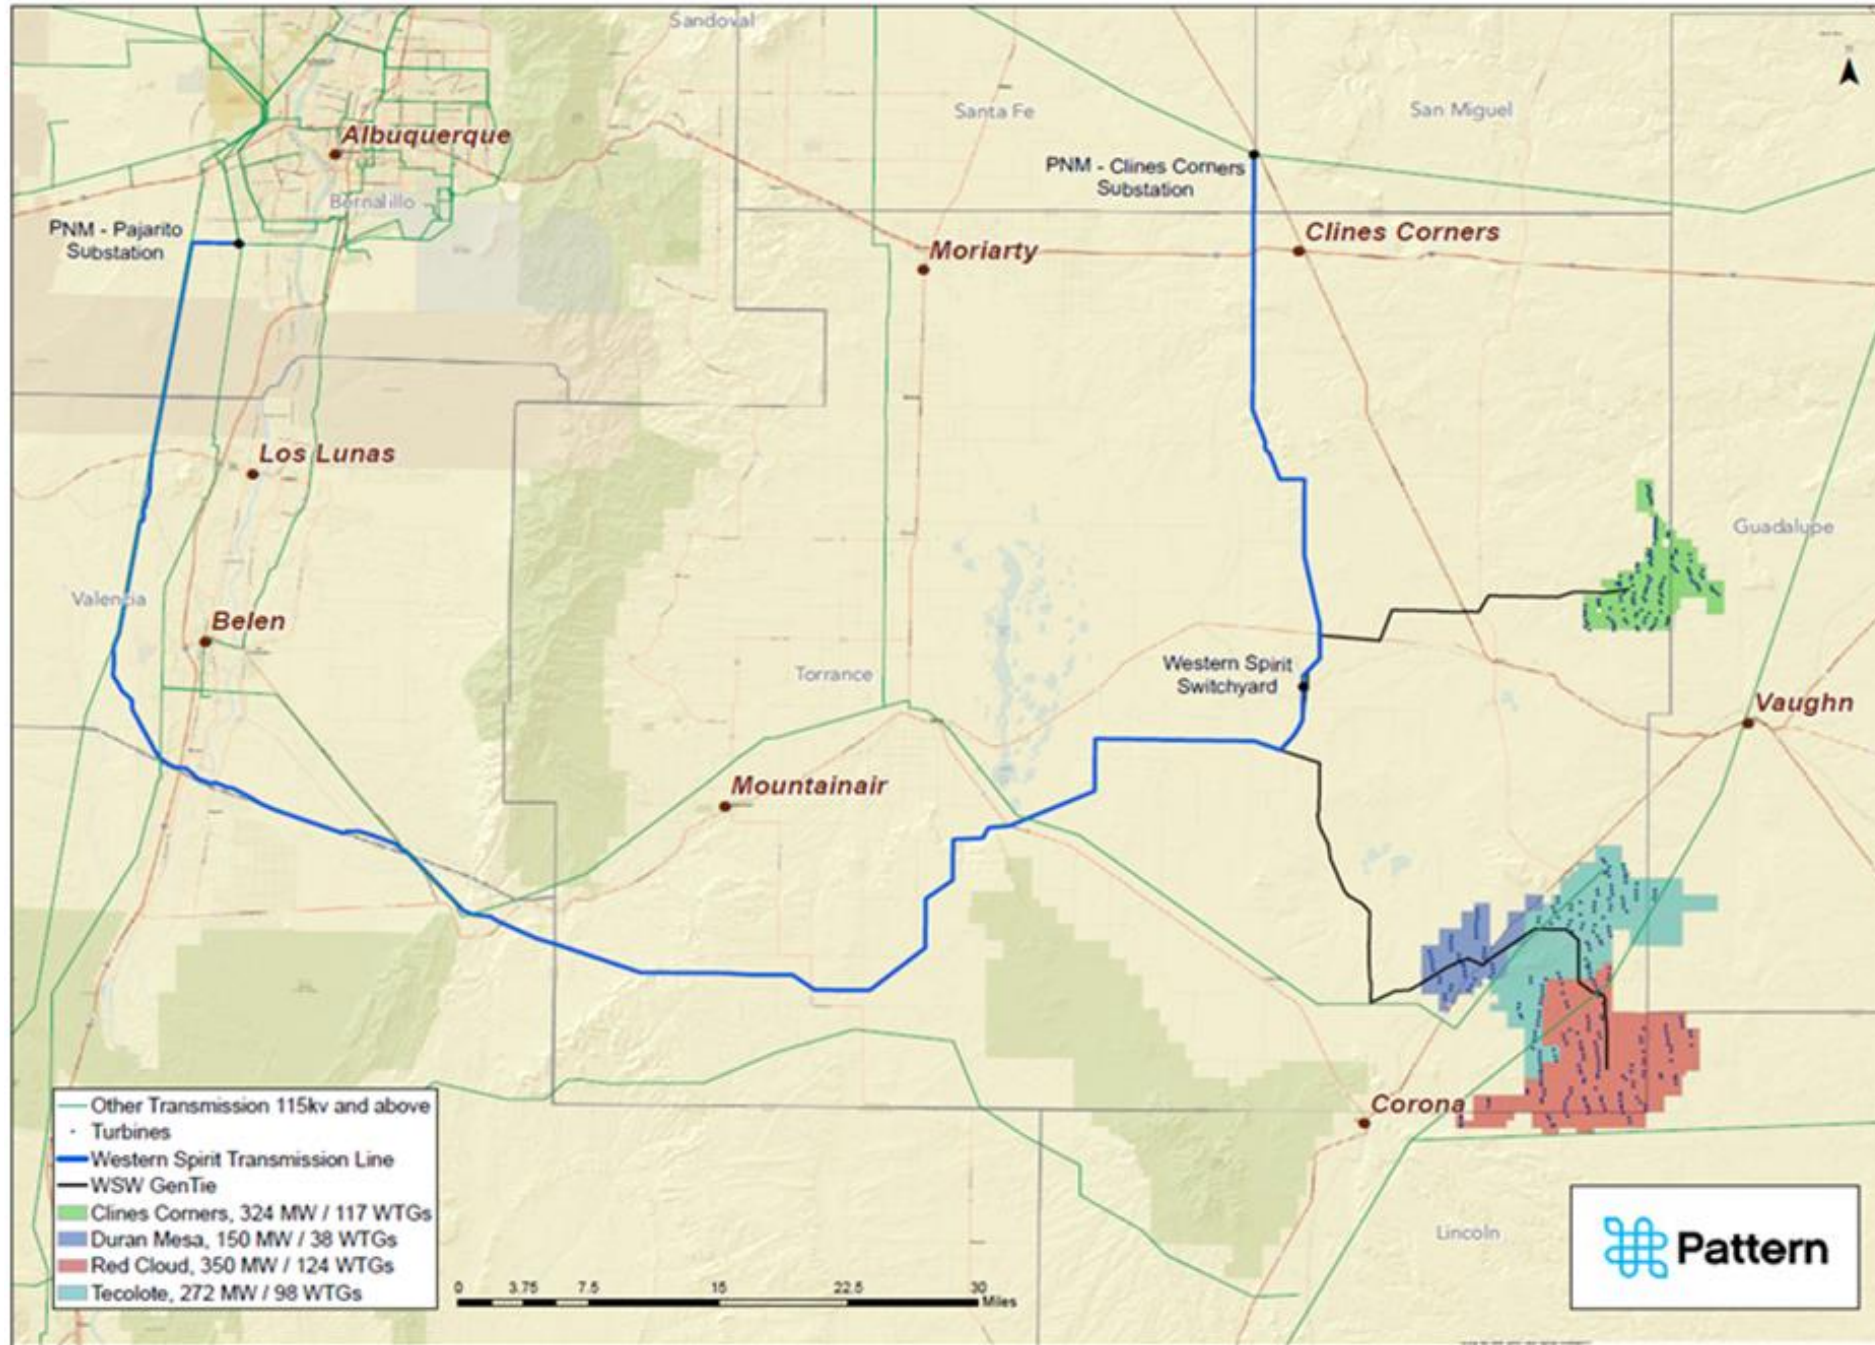 Sandoval
Santa Fe
San Miguel
Albuquerque
Bernalillo
PNM - Clines Corners
Substation
PNM - Pajarito
Substation
Clines Corners
Moriarty
Los Lunas
Guadalupe
Valencia
Belen
Torrance
Western Spirit
Switchyard
Vaughn
Mountainair
Corona
Lincoln
Other Transmission 115kv and above
Turbines
Western Spirit Transmission Line
WSW GenTie
Clines Corners, 324 MW / 117 WTGs
Duran Mesa, 150 MW / 38 WTGs
Red Cloud, 350 MW / 124 WTGs
Tecolote, 272 MW / 98 WTGs
0 3.75 7.5 15 22.5 30
Miles
Pattern